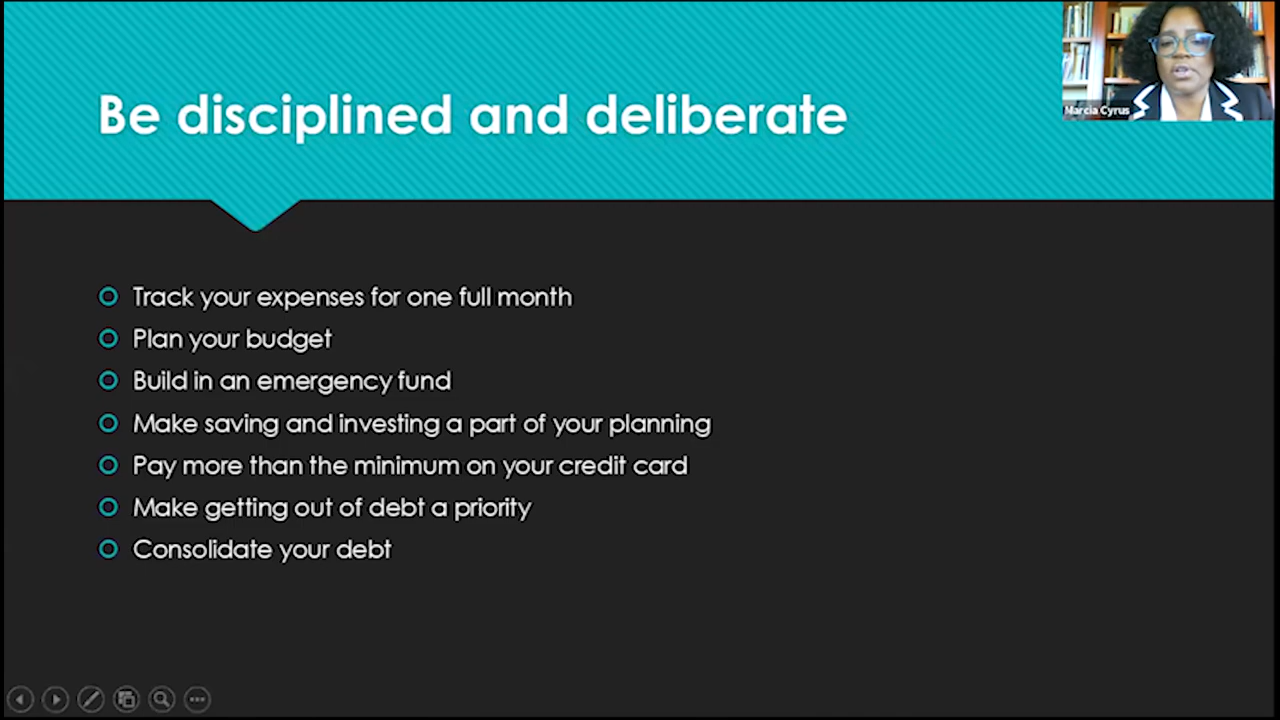 Be disciplined and deliberate
Marcia Cyrus
Track your expenses for one full month
Plan your budget
Build in an emergency fund
Make saving and investing a part of your planning
Pay more than the minimum on your credit card
Make getting out of debt a priority
Consolidate your debt